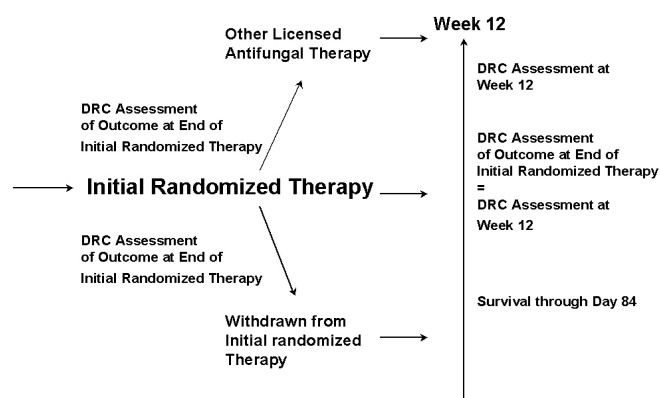 Other Licensed
Antifungal Therapy
Week 12
DRC Assessment at
Week 12
DRC Assessment
of Outcome at End of
Initial Randomized Therapy
DRC Assessment
of Outcome at End of
Initial Randomized Therapy
=
DRC Assessment at
Week 12
Initial Randomized Therapy
DRC Assessment
of Outcome at End of
Initial Randomized Therapy
Survival through Day 84
Withdrawn from
Initial randomized
Therapy